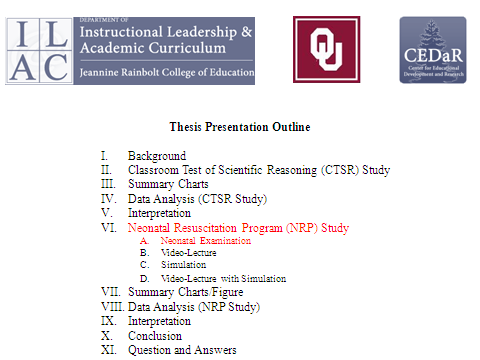 DEPARTMENT OF
I L
Instructional Leadership &
A C
Academic Curriculum
Jeannine Rainbolt College of Education
OU
CEDaR
Center for Educational
Development and Research
Thesis Presentation Outline
I. Background
II. Classroom Test of Scientific Reasoning (CTSR) Study
III. Summary Charts
IV. Data Analysis (CTSR Study)
V. Interpretation
VI. Neonatal Resuscitation Program (NRP) Study
A. Neonatal Examination
B. Video-Lecture
C. Simulation
D. Video-Lecture with Simulation
VII. Summary Charts/Figure
VIII. Data Analysis (NRP Study)
IX. Interpretation
X. Conclusion
XI. Question and Answers